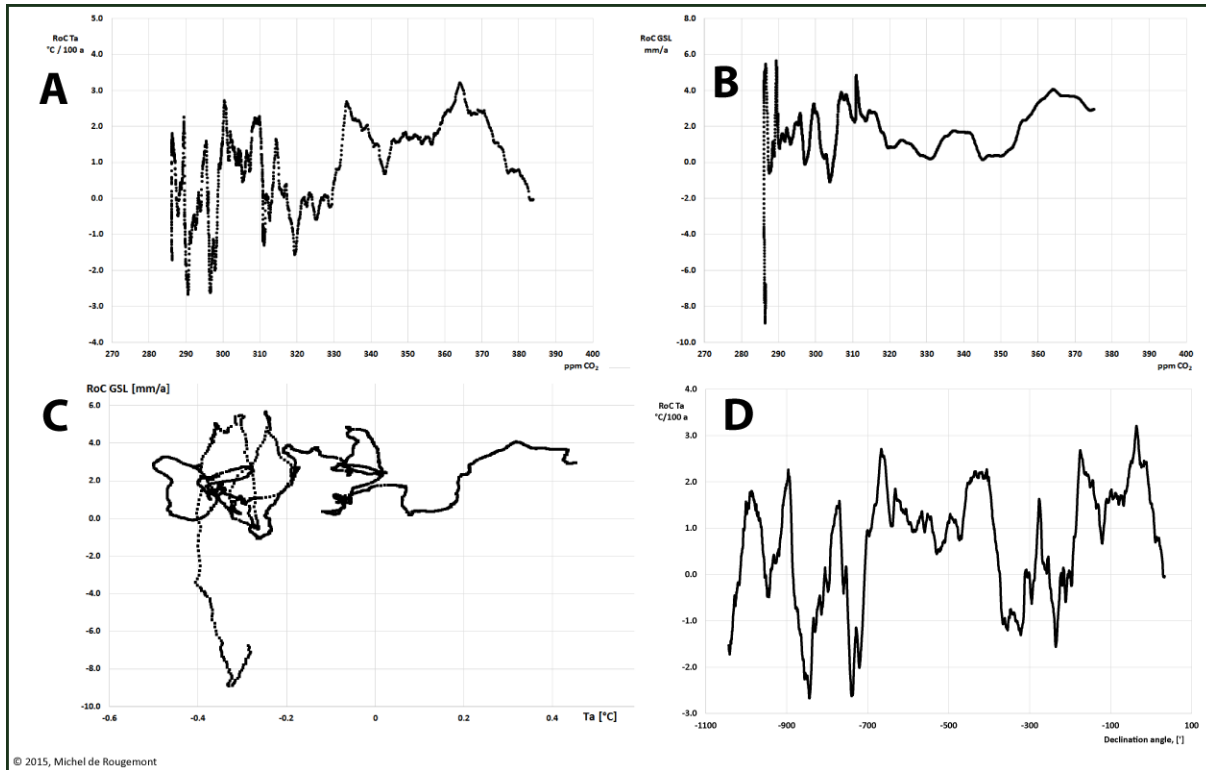 A
RoC Ta
°C / 100 a
5.0
4.0
3.0
2.0
1.0
0.0
-1.0
-2.0
-3.0
-4.0
270 280 290 300 310 320 330 340 350 360 370 380 390 400
ppm CO₂
B
RoC GSL
mm/a
8.0
6.0
4.0
2.0
0.0
-2.0
-4.0
-6.0
-8.0
-10.0
270 280 290 300 310 320 330 340 350 360 370 380 390 400
ppm CO₂
C
RoC GSL [mm/a]
6.0
4.0
2.0
0.0
-2.0
-4.0
-6.0
-8.0
-10.0
-0.6 -0.4 -0.2 0 0.2 0.4
Ta [°C]
D
RoC Ta
°C/100 a
4.0
3.0
2.0
1.0
0.0
-1.0
-2.0
-3.0
-1100 -900 -700 -500 -300 -100 100
Declination angle, [']
© 2015, Michel de Rougemont